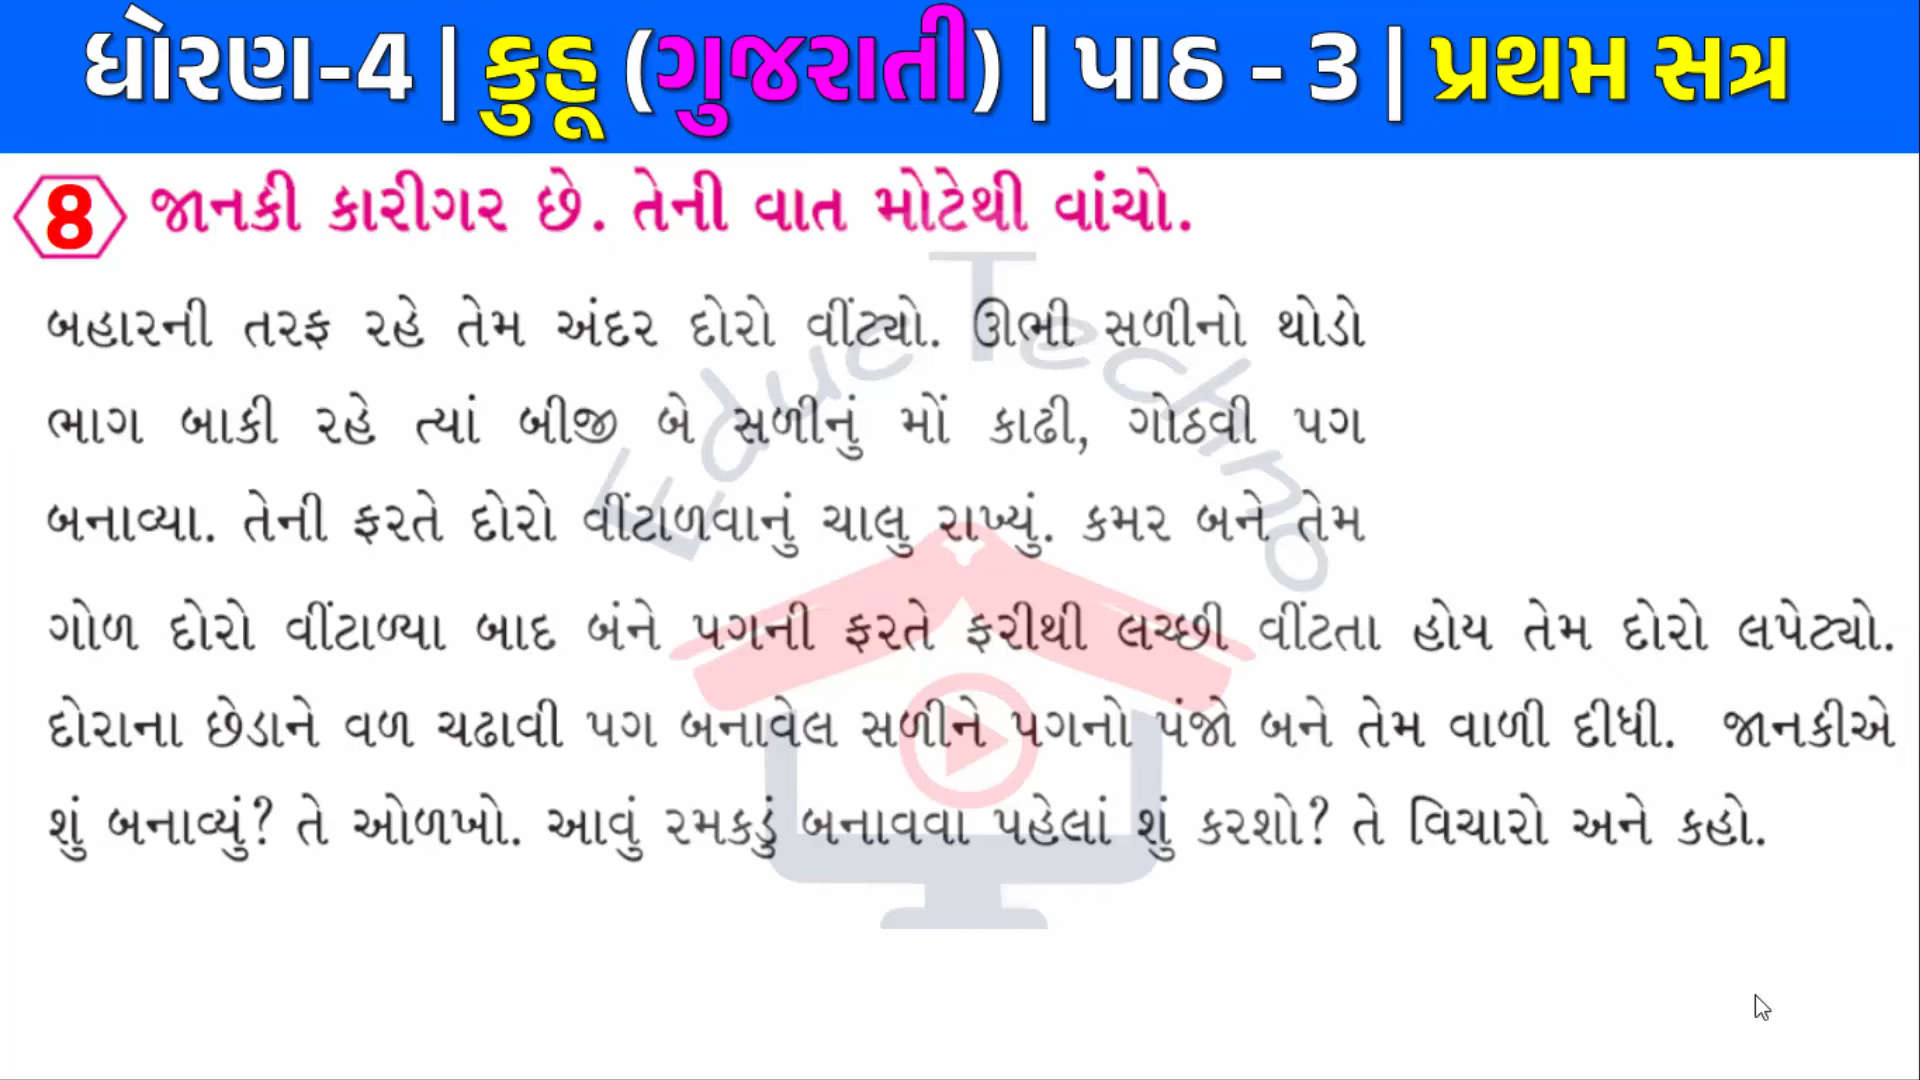 ધોરણ-4 | કુહૂ (ગુજરાતી) | પાઠ - 3 | પ્રથમ સત્ર
8 જાનકી કારીગર છે. તેની વાત મોટેથી વાંચો.
બહારની તરફ રહે તેમ અંદર દોરો વીંટ્યો. ઊભી સળીનો થોડો
ભાગ બાકી રહે ત્યાં બીજી બે સળીનું મોં કાઢી, ગોઠવી પગ
બનાવ્યા. તેની ફરતે દોરો વીંટાળવાનું ચાલુ રાખ્યું. કમર બને તેમ
ગોળ દોરો વીંટાળ્યા બાદ બંને પગની ફરતે ફરીથી લચ્છી વીંટતા હોય તેમ દોરો લપેટ્યો.
દોરાના છેડાને વળ ચઢાવી પગ બનાવેલ સળીને પગનો પંજો બને તેમ વાળી દીધી. જાનકીએ
શું બનાવ્યું? તે ઓળખો. આવું રમકડું બનાવવા પહેલાં શું કરશો? તે વિચારો અને કહો.
EducTechno